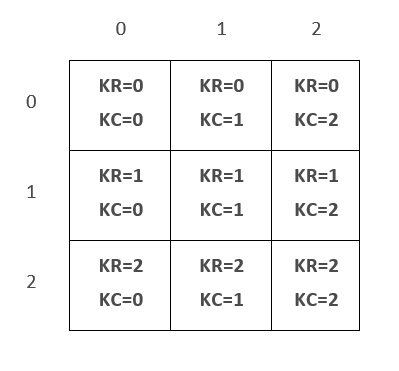 0 1 2
0 KR=0 KR=0 KR=0
KC=0 KC=1 KC=2
1 KR=1 KR=1 KR=1
KC=0 KC=1 KC=2
2 KR=2 KR=2 KR=2
KC=0 KC=1 KC=2